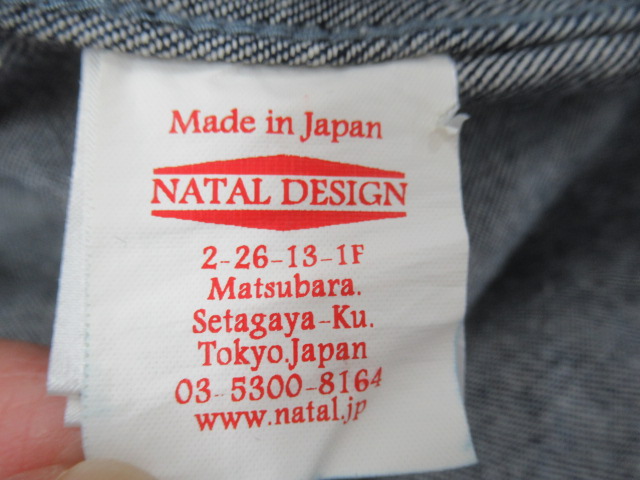 Made in Japan
NATAL DESIGN
2-26-13-1F
Matsubara.
Setagaya-Ku.
Tokyo.Japan
03-5300-8164
www.natal.jp